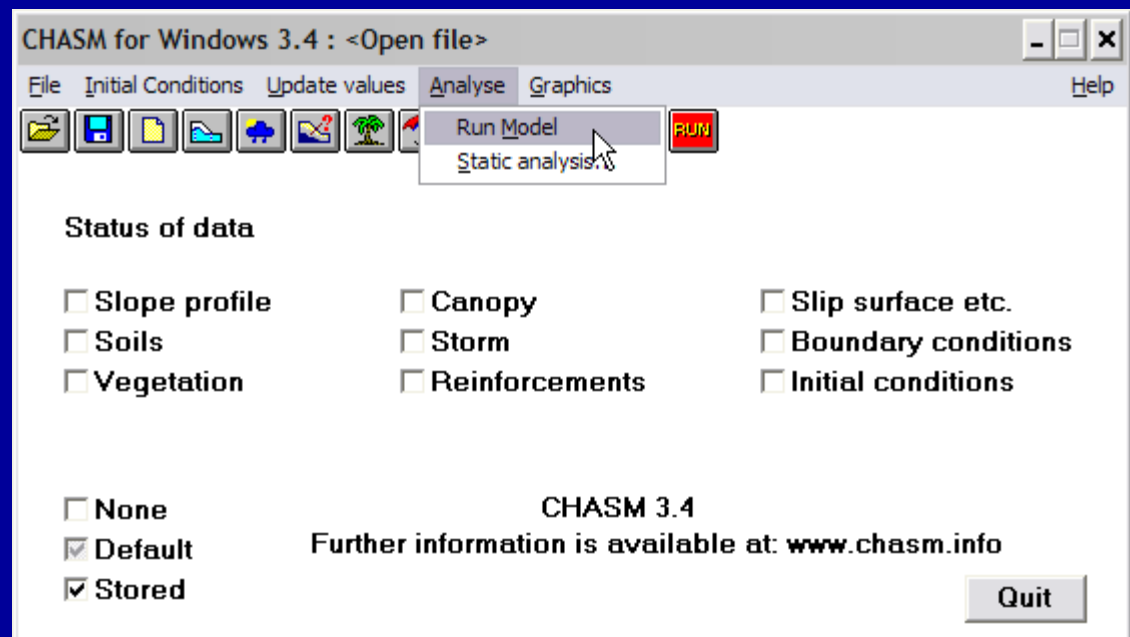 CHASM for Windows 3.4 : <Open file>
File Initial Conditions Update values Analyse Graphics Help
Run Model
RUN
Static analysis
Status of data
Slope profile Canopy Slip surface etc.
Soils Storm Boundary conditions
Vegetation Reinforcements Initial conditions
None
CHASM 3.4
Default
Further information is available at: www.chasm.info
Stored
Quit